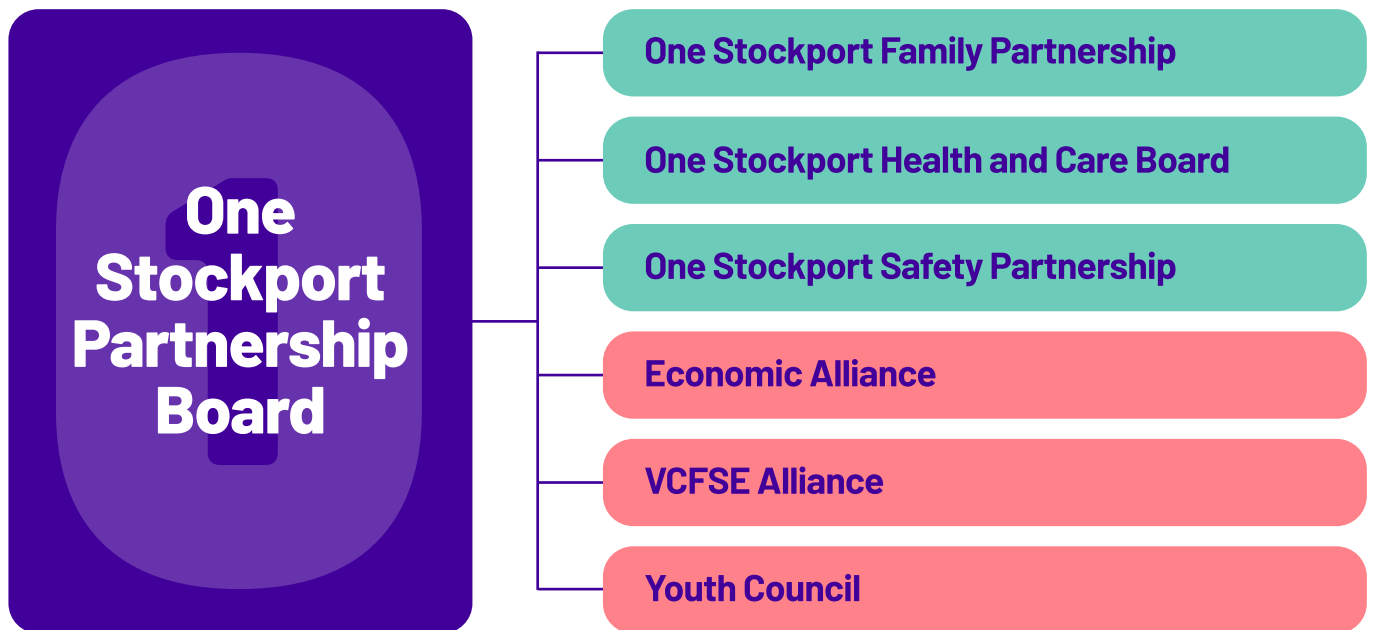 One
Stockport
Partnership
Board
One Stockport Family Partnership
One Stockport Health and Care Board
One Stockport Safety Partnership
Economic Alliance
VCFSE Alliance
Youth Council
1